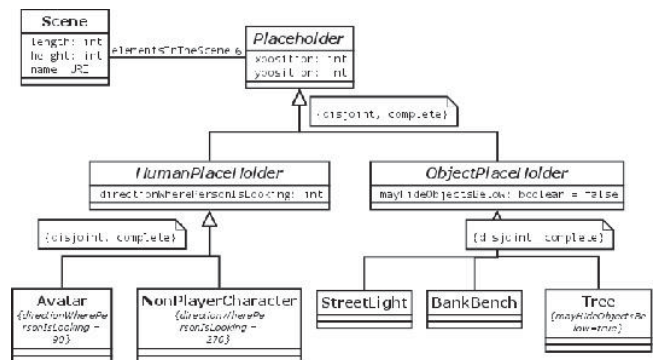 Scene
length: int
height: int
name: URI
elementsInTheScene 6
Placeholder
xposition: int
yposition: int
{disjoint, complete}
HumanPlaceHolder
directionWherePersonIsLooking: int
ObjectPlaceHolder
mayHideObjectsBelow: boolean = false
{disjoint, complete}
{disjoint, complete}
Avatar
{directionWherePe
rsonIsLooking =
90}
NonPlayerCharacter
{directionWherePe
rsonIsLooking =
270}
StreetLight
BankBench
Tree
{mayHideObjectsBe
low=true}